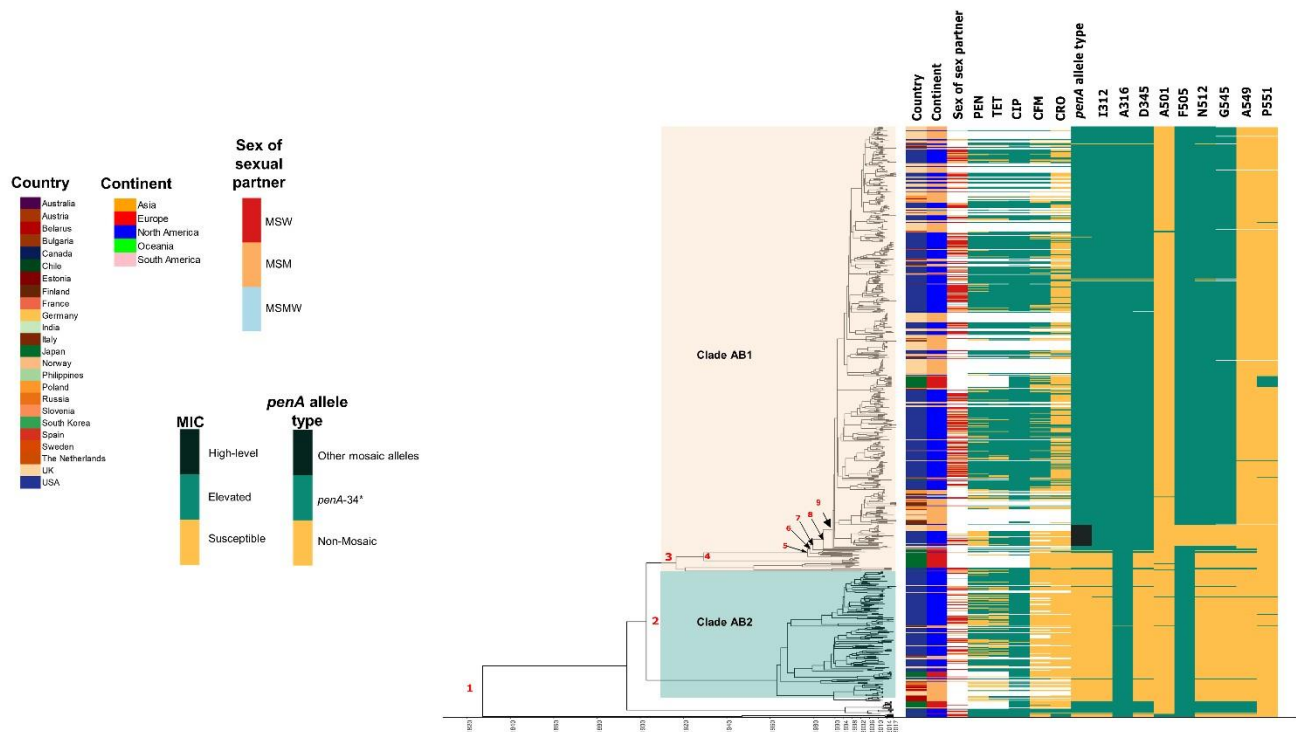 Country
Australia
Austria
Belarus
Bulgaria
Canada
Chile
Estonia
Finland
France
Germany
India
Italy
Japan
Norway
Philippines
Poland
Russia
Slovenia
South Korea
Spain
Sweden
The Netherlands
UK
USA
Continent
Asia
Europe
North America
Oceania
South America
Sex of
sexual
partner
MSW
MSM
MSMW
MIC
High-level
Elevated
Susceptible
penA allele
type
Other mosaic alleles
penA-34*
Non-Mosaic
Clade AB1
Clade AB2
1
2
3
4
5
6
7
8
9
Country
Continent
Sex of sex partner
PEN
TET
CIP
CFM
CRO
penA allele type
I312
A316
D345
A501
F505
N512
G545
A549
P551